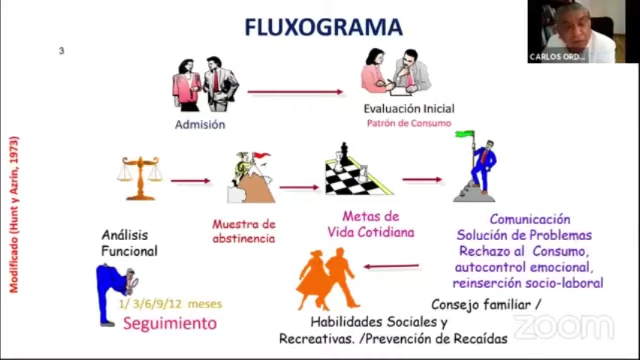 FLUXOGRAMA
3
CARLOS ORD...
Admisión
Evaluación Inicial
Patrón de Consumo
Modificado (Hunt y Azrin, 1973)
Análisis
Funcional
Muestra de
abstinencia
Metas de
Vida Cotidiana
Comunicación
Solución de Problemas
Rechazo al Consumo,
autocontrol emocional,
reinserción socio-laboral
1/ 3/6/9/12 meses
Seguimiento
Consejo familiar /
Habilidades Sociales y
Recreativas. /Prevención de Recaídas
zoom